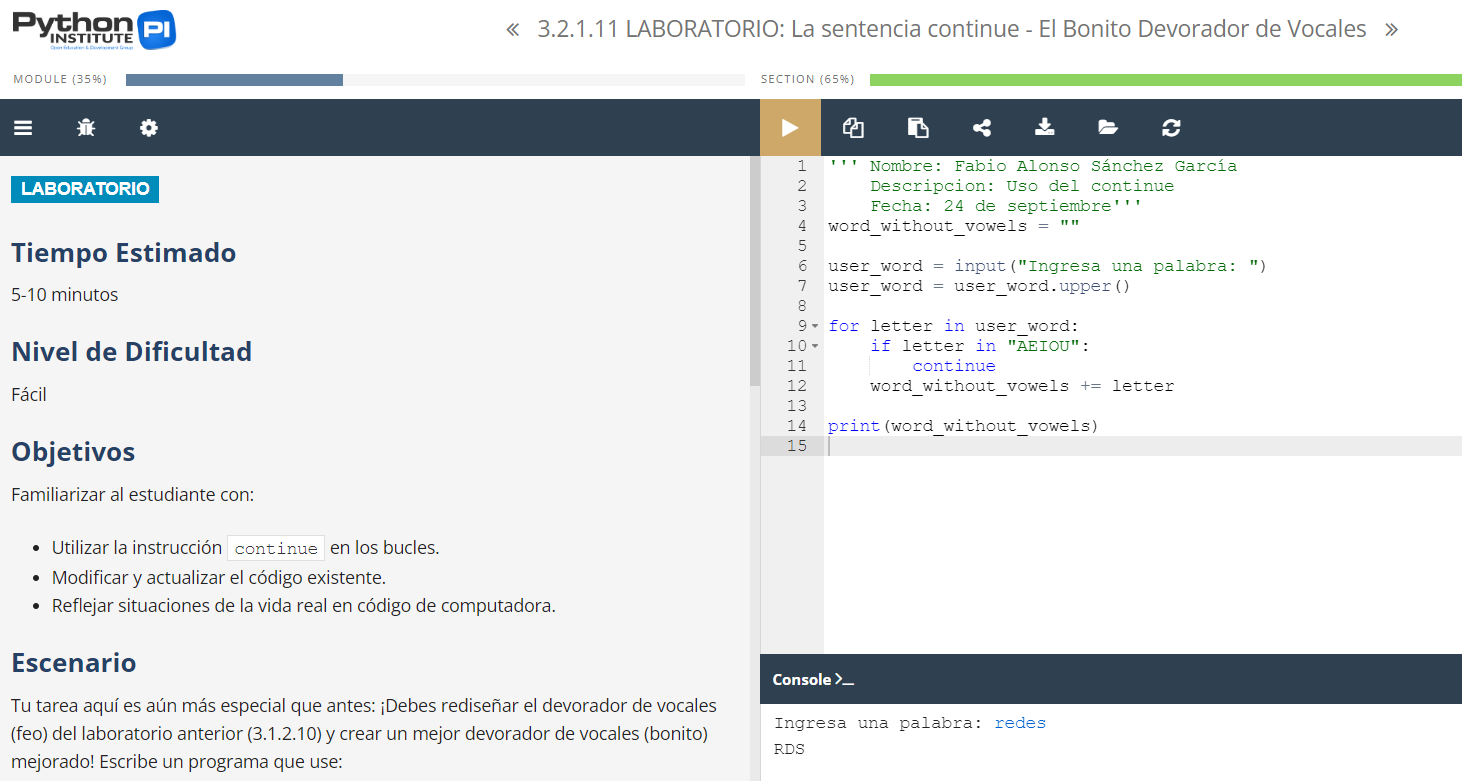 Python
INSTITUTE
Open Education & Development Group
PI
« 3.2.1.11 LABORATORIO: La sentencia continue - El Bonito Devorador de Vocales »
MODULE (35%)
SECTION (65%)
LABORATORIO
Tiempo Estimado
5-10 minutos
Nivel de Dificultad
Fácil
Objetivos
Familiarizar al estudiante con:
• Utilizar la instrucción continue en los bucles.
• Modificar y actualizar el código existente.
• Reflejar situaciones de la vida real en código de computadora.
Escenario
Tu tarea aquí es aún más especial que antes: ¡Debes rediseñar el devorador de vocales
(feo) del laboratorio anterior (3.1.2.10) y crear un mejor devorador de vocales (bonito)
mejorado! Escribe un programa que use:
1 ''' Nombre: Fabio Alonso Sánchez García
2     Descripcion: Uso del continue
3     Fecha: 24 de septiembre'''
4 word_without_vowels = ""
5
6 user_word = input("Ingresa una palabra: ")
7 user_word = user_word.upper()
8
9 for letter in user_word:
10     if letter in "AEIOU":
11         continue
12     word_without_vowels += letter
13
14 print(word_without_vowels)
15
Console >_
Ingresa una palabra: redes
RDS